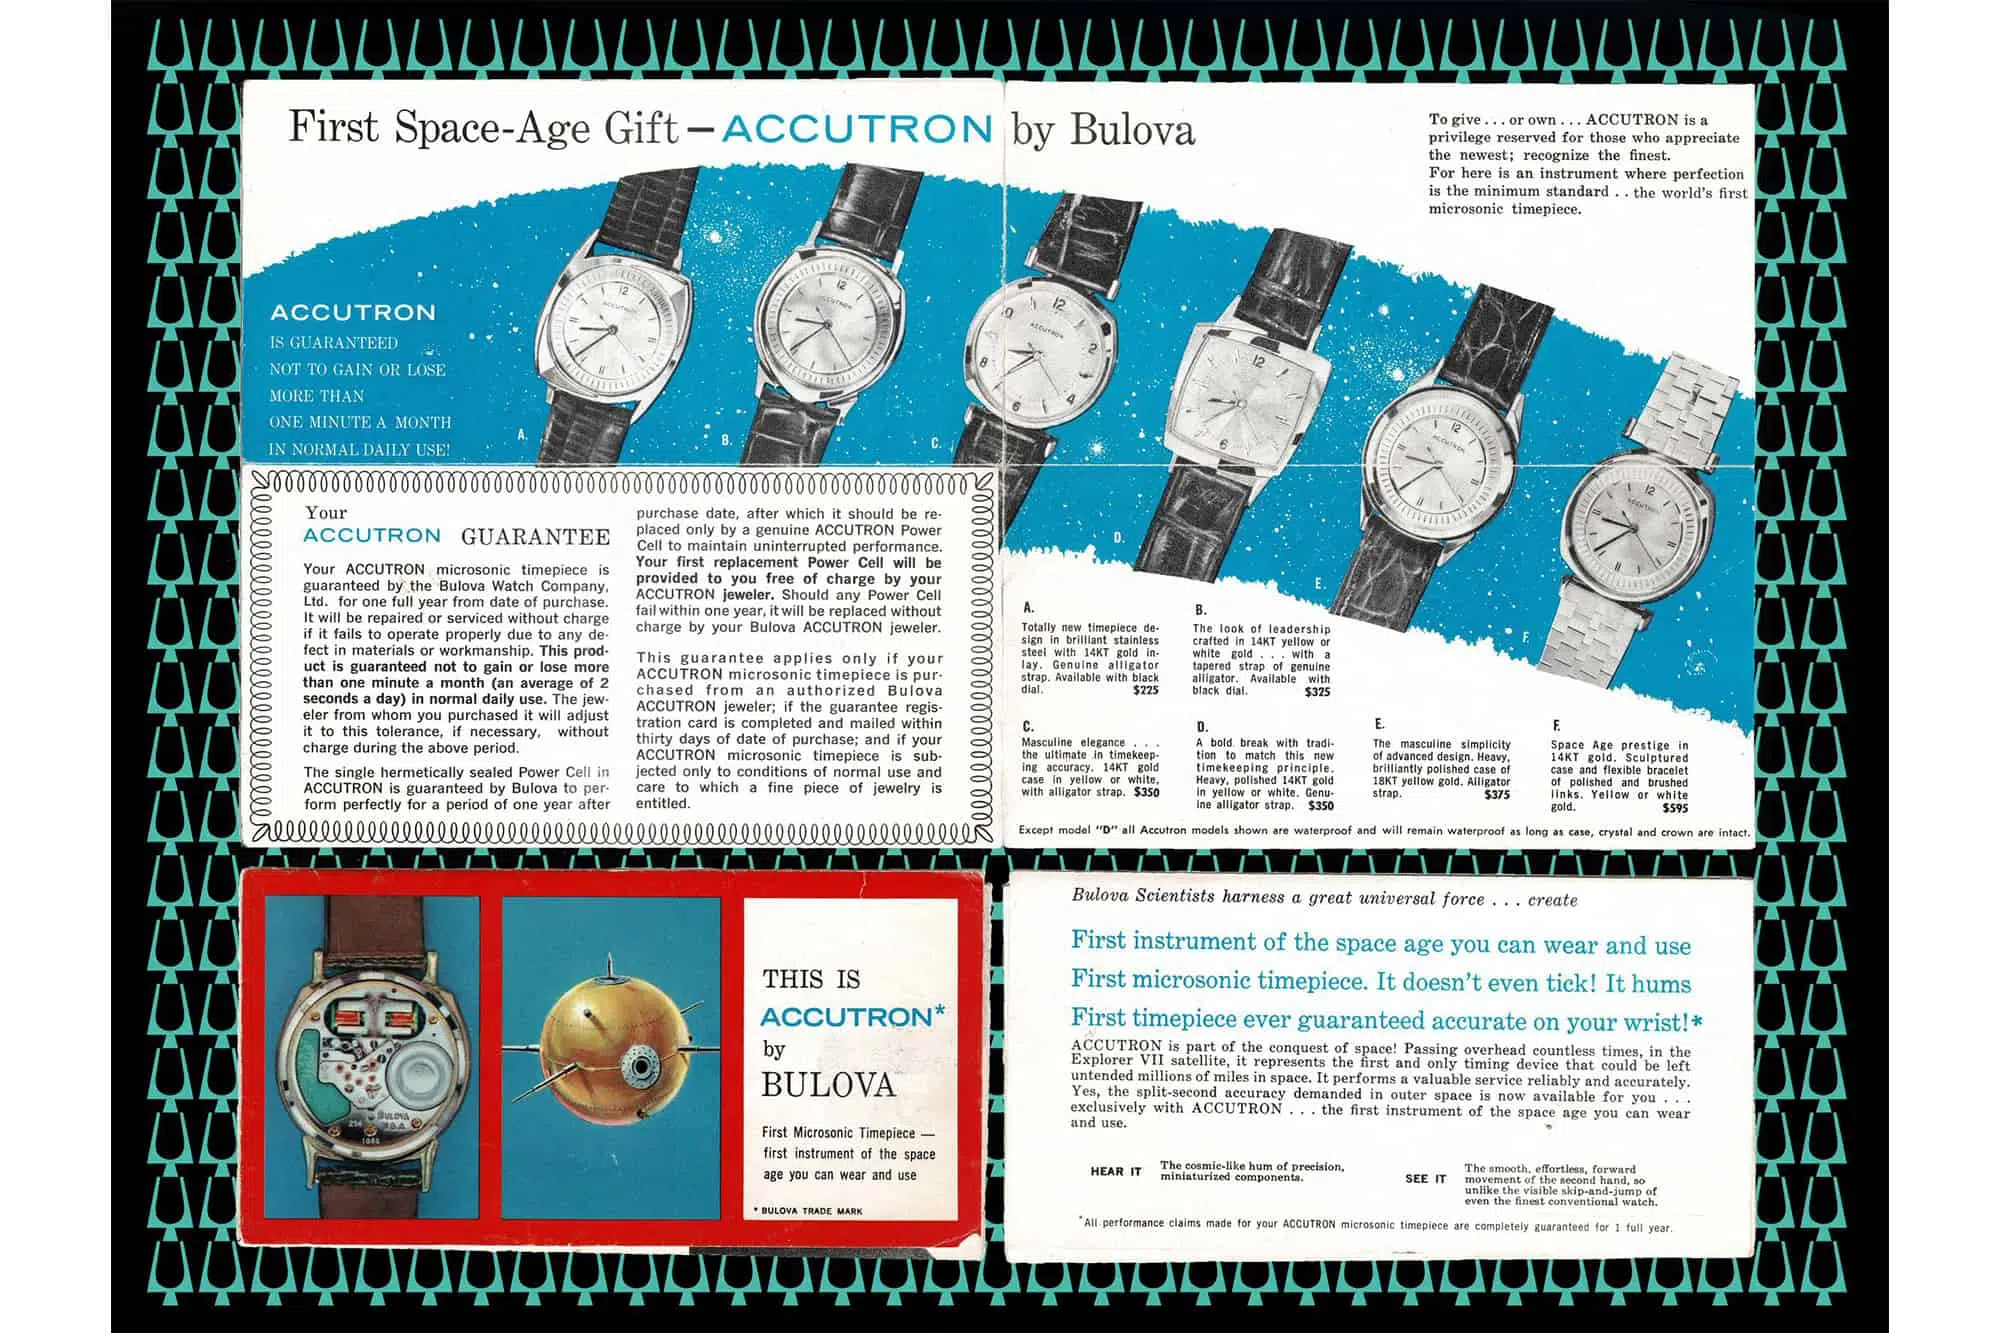 First Space-Age Gift — ACCUTRON by Bulova
To give . . . or own . . . ACCUTRON is a
privilege reserved for those who appreciate
the newest; recognize the finest.
For here is an instrument where perfection
is the minimum standard . . the world's first
microsonic timepiece.
ACCUTRON
IS GUARANTEED
NOT TO GAIN OR LOSE
MORE THAN
ONE MINUTE A MONTH
IN NORMAL DAILY USE!
A.
B.
C.
D.
E.
F.
Your
ACCUTRON GUARANTEE
Your ACCUTRON microsonic timepiece is
guaranteed by the Bulova Watch Company,
Ltd. for one full year from date of purchase.
It will be repaired or serviced without charge
if it fails to operate properly due to any de-
fect in materials or workmanship. This prod-
uct is guaranteed not to gain or lose more
than one minute a month (an average of 2
seconds a day) in normal daily use. The jew-
eler from whom you purchased it will adjust
it to this tolerance, if necessary, without
charge during the above period.
The single hermetically sealed Power Cell in
ACCUTRON is guaranteed by Bulova to per-
form perfectly for a period of one year after
purchase date, after which it should be re-
placed only by a genuine ACCUTRON Power
Cell to maintain uninterrupted performance.
Your first replacement Power Cell will be
provided to you free of charge by your
ACCUTRON jeweler. Should any Power Cell
fail within one year, it will be replaced without
charge by your Bulova ACCUTRON jeweler.
This guarantee applies only if your
ACCUTRON microsonic timepiece is pur-
chased from an authorized Bulova
ACCUTRON jeweler; if the guarantee regis-
tration card is completed and mailed within
thirty days of date of purchase; and if your
ACCUTRON microsonic timepiece is sub-
jected only to conditions of normal use and
care to which a fine piece of jewelry is
entitled.
A.
Totally new timepiece de-
sign in brilliant stainless
steel with 14KT gold in-
lay. Genuine alligator
strap. Available with black
dial. $225
B.
The look of leadership
crafted in 14KT yellow or
white gold . . . with a
tapered strap of genuine
alligator. Available with
black dial. $325
C.
Masculine elegance . . .
the ultimate in timekeep-
ing accuracy. 14KT gold
case in yellow or white,
with alligator strap. $350
D.
A bold break with tradi-
tion to match this new
timekeeping principle.
Heavy, polished 14KT gold
in yellow or white. Genu-
ine alligator strap. $350
E.
The masculine simplicity
of advanced design. Heavy,
brilliantly polished case of
18KT yellow gold. Alligator
strap. $375
F.
Space Age prestige in
14KT gold. Sculptured
case and flexible bracelet
of polished and brushed
links. Yellow or white
gold. $595
Except model "D" all Accutron models shown are waterproof and will remain waterproof as long as case, crystal and crown are intact.
BULOVA
U.S.A.
214
THIS IS
ACCUTRON*
by
BULOVA
First Microsonic Timepiece —
first instrument of the space
age you can wear and use
* BULOVA TRADE MARK
Bulova Scientists harness a great universal force . . . create
First instrument of the space age you can wear and use
First microsonic timepiece. It doesn't even tick! It hums
First timepiece ever guaranteed accurate on your wrist!*
ACCUTRON is part of the conquest of space! Passing overhead countless times, in the
Explorer VII satellite, it represents the first and only timing device that could be left
untended millions of miles in space. It performs a valuable service reliably and accurately.
Yes, the split-second accuracy demanded in outer space is now available for you . . .
exclusively with ACCUTRON . . . the first instrument of the space age you can wear
and use.
HEAR IT The cosmic-like hum of precision,
miniaturized components.
SEE IT The smooth, effortless, forward
movement of the second hand, so
unlike the visible skip-and-jump of
even the finest conventional watch.
*All performance claims made for your ACCUTRON microsonic timepiece are completely guaranteed for 1 full year.